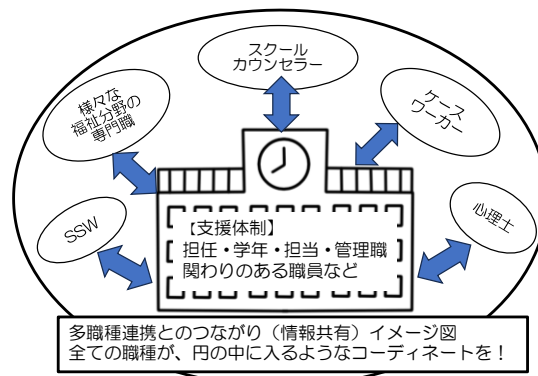 スクール
カウンセラー
様々な
福祉分野の
専門職
ケース
ワーカー
SSW
心理士
【支援体制】
担任・学年・担当・管理職
関わりのある職員など
多職種連携とのつながり（情報共有）イメージ図
全ての職種が、円の中に入るようなコーディネートを！